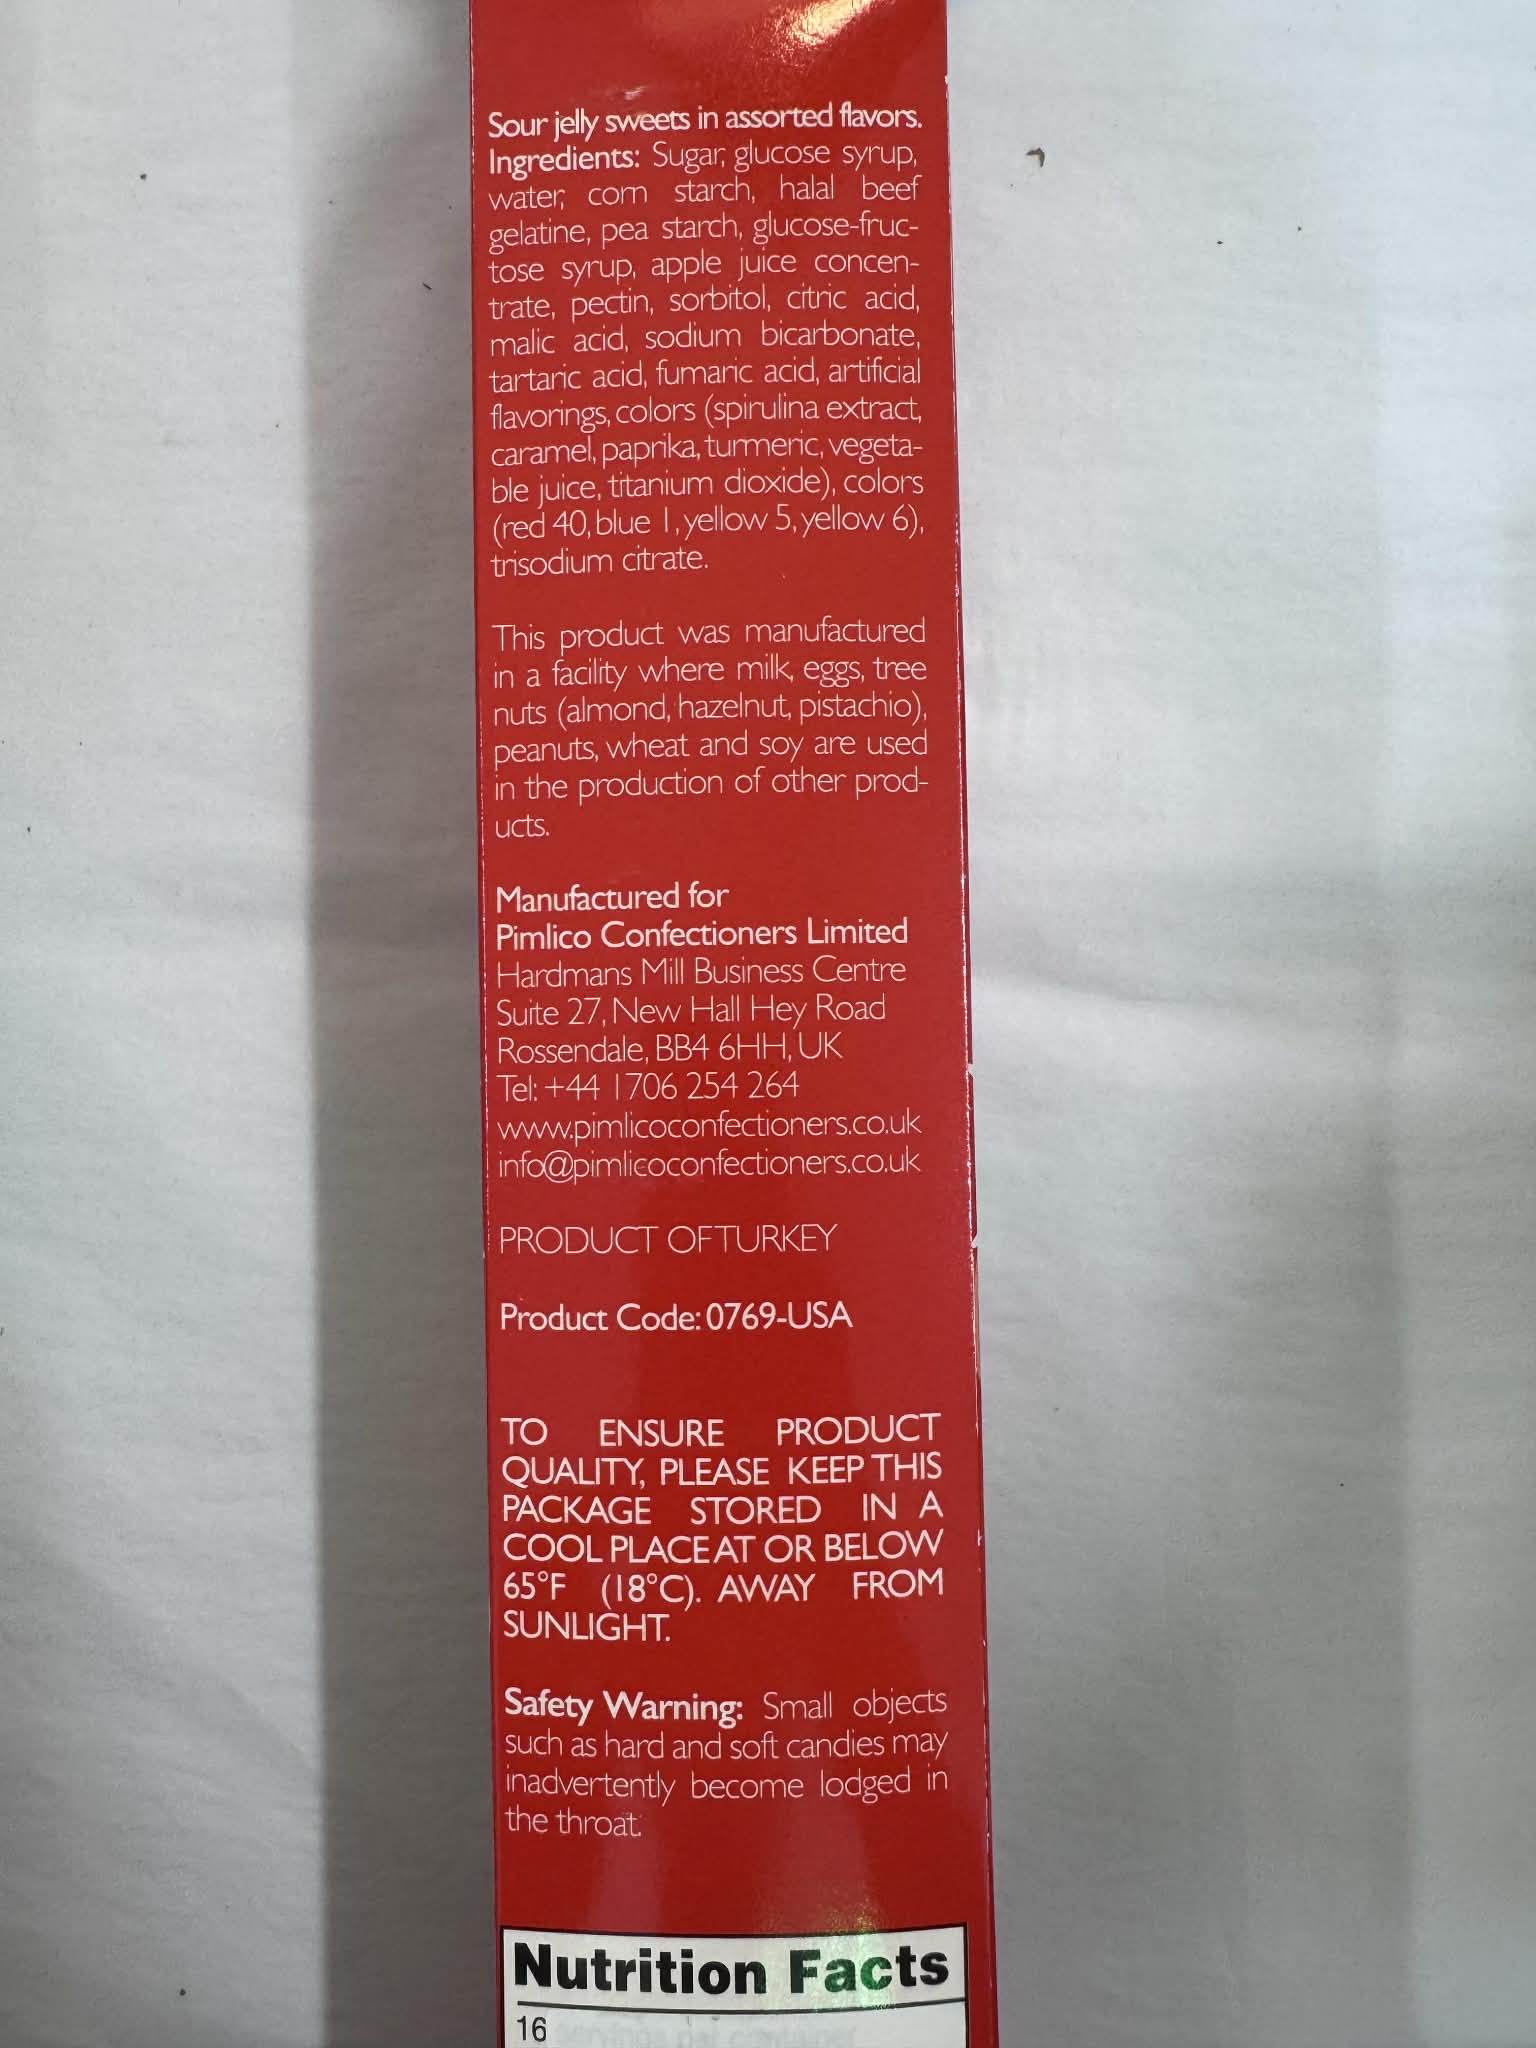 Sour jelly sweets in assorted flavors.
Ingredients: Sugar, glucose syrup,
water, corn starch, halal beef
gelatine, pea starch, glucose-fruc-
tose syrup, apple juice concen-
trate, pectin, sorbitol, citric acid,
malic acid, sodium bicarbonate,
tartaric acid, fumaric acid, artificial
flavorings, colors (spirulina extract,
caramel, paprika, turmeric, vegeta-
ble juice, titanium dioxide), colors
(red 40, blue 1, yellow 5, yellow 6),
trisodium citrate.
This product was manufactured
in a facility where milk, eggs, tree
nuts (almond, hazelnut, pistachio),
peanuts, wheat and soy are used
in the production of other prod-
ucts.
Manufactured for
Pimlico Confectioners Limited
Hardmans Mill Business Centre
Suite 27, New Hall Hey Road
Rossendale, BB4 6HH, UK
Tel: +44 1706 254 264
www.pimlicoconfectioners.co.uk
info@pimlicoconfectioners.co.uk
PRODUCT OF TURKEY
Product Code: 0769-USA
TO ENSURE PRODUCT
QUALITY, PLEASE KEEP THIS
PACKAGE STORED IN A
COOL PLACE AT OR BELOW
65°F (18°C). AWAY FROM
SUNLIGHT.
Safety Warning: Small objects
such as hard and soft candies may
inadvertently become lodged in
the throat.
Nutrition Facts
16